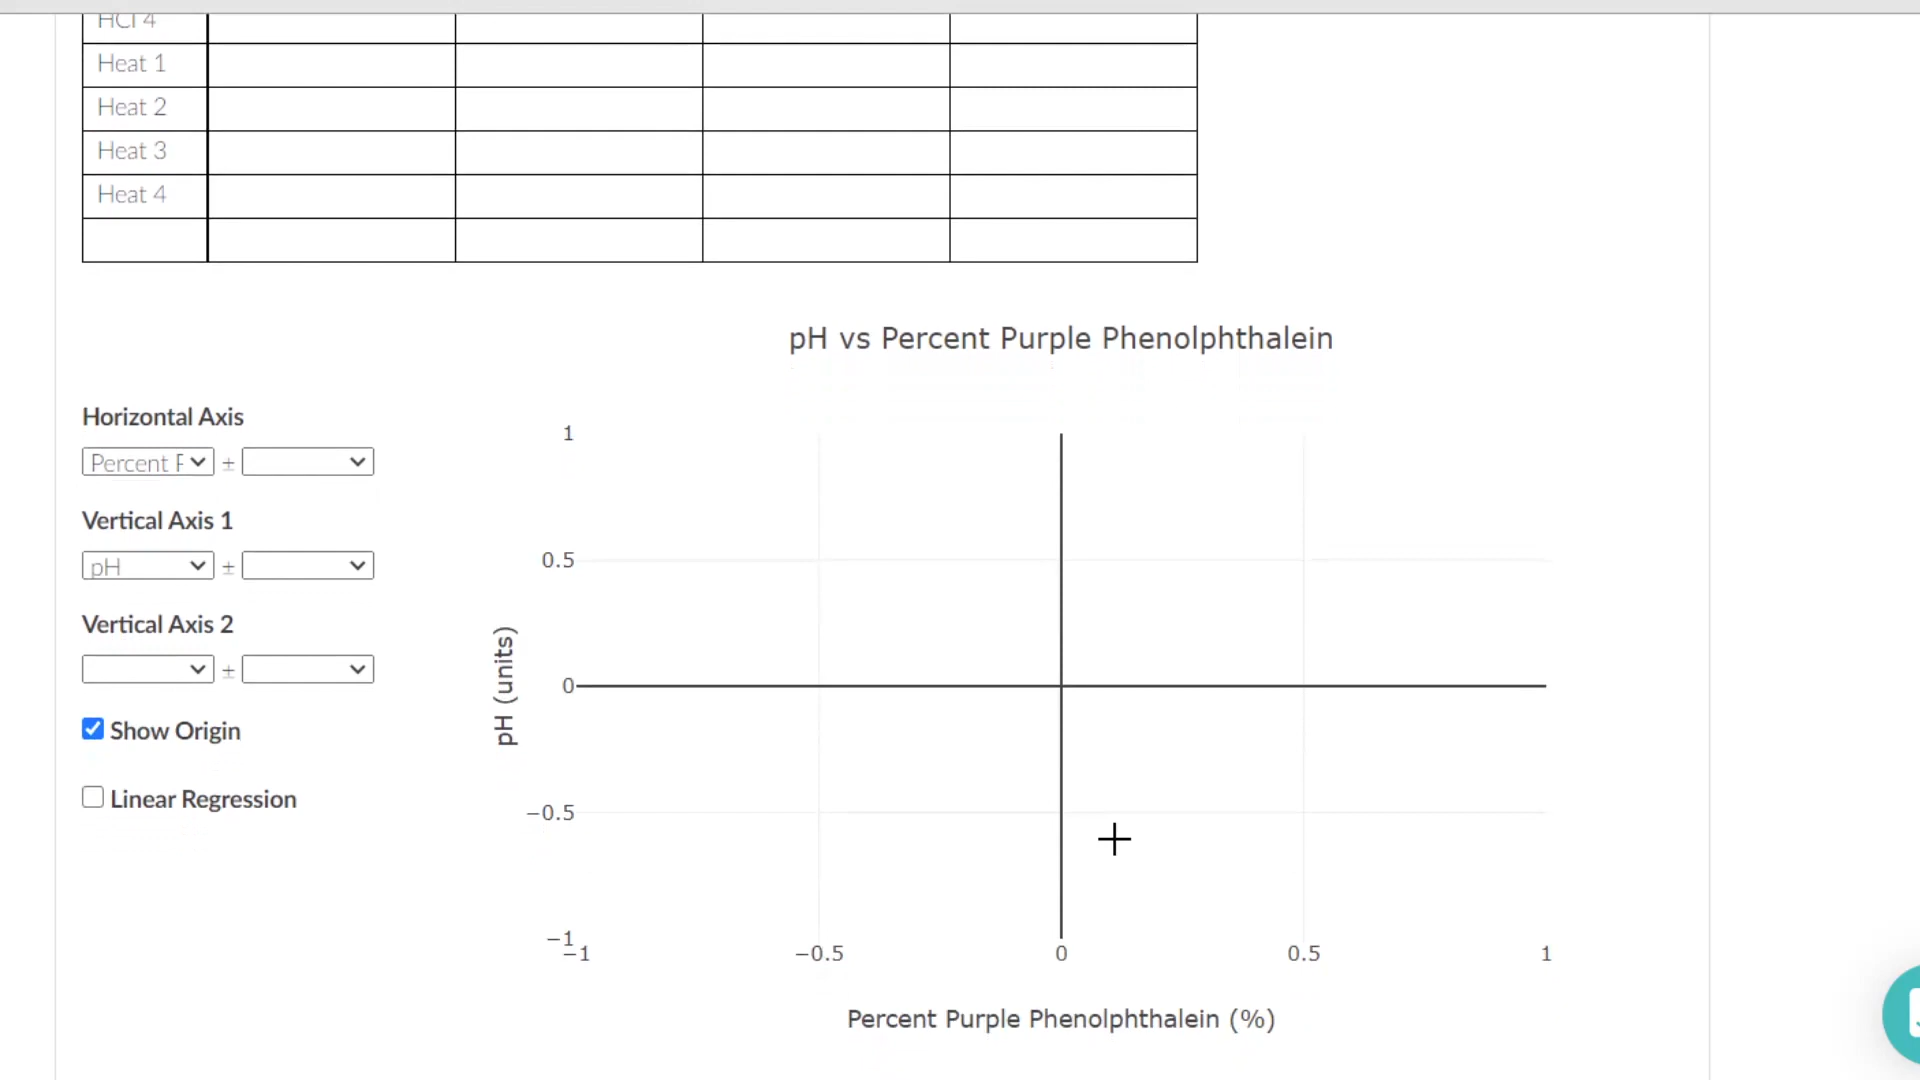 HCl 4
Heat 1
Heat 2
Heat 3
Heat 4
pH vs Percent Purple Phenolphthalein
Horizontal Axis
Percent P ±
Vertical Axis 1
pH ±
Vertical Axis 2
±
Show Origin
Linear Regression
1
0.5
0
−0.5
−1
pH (units)
−1 −0.5 0 0.5 1
Percent Purple Phenolphthalein (%)